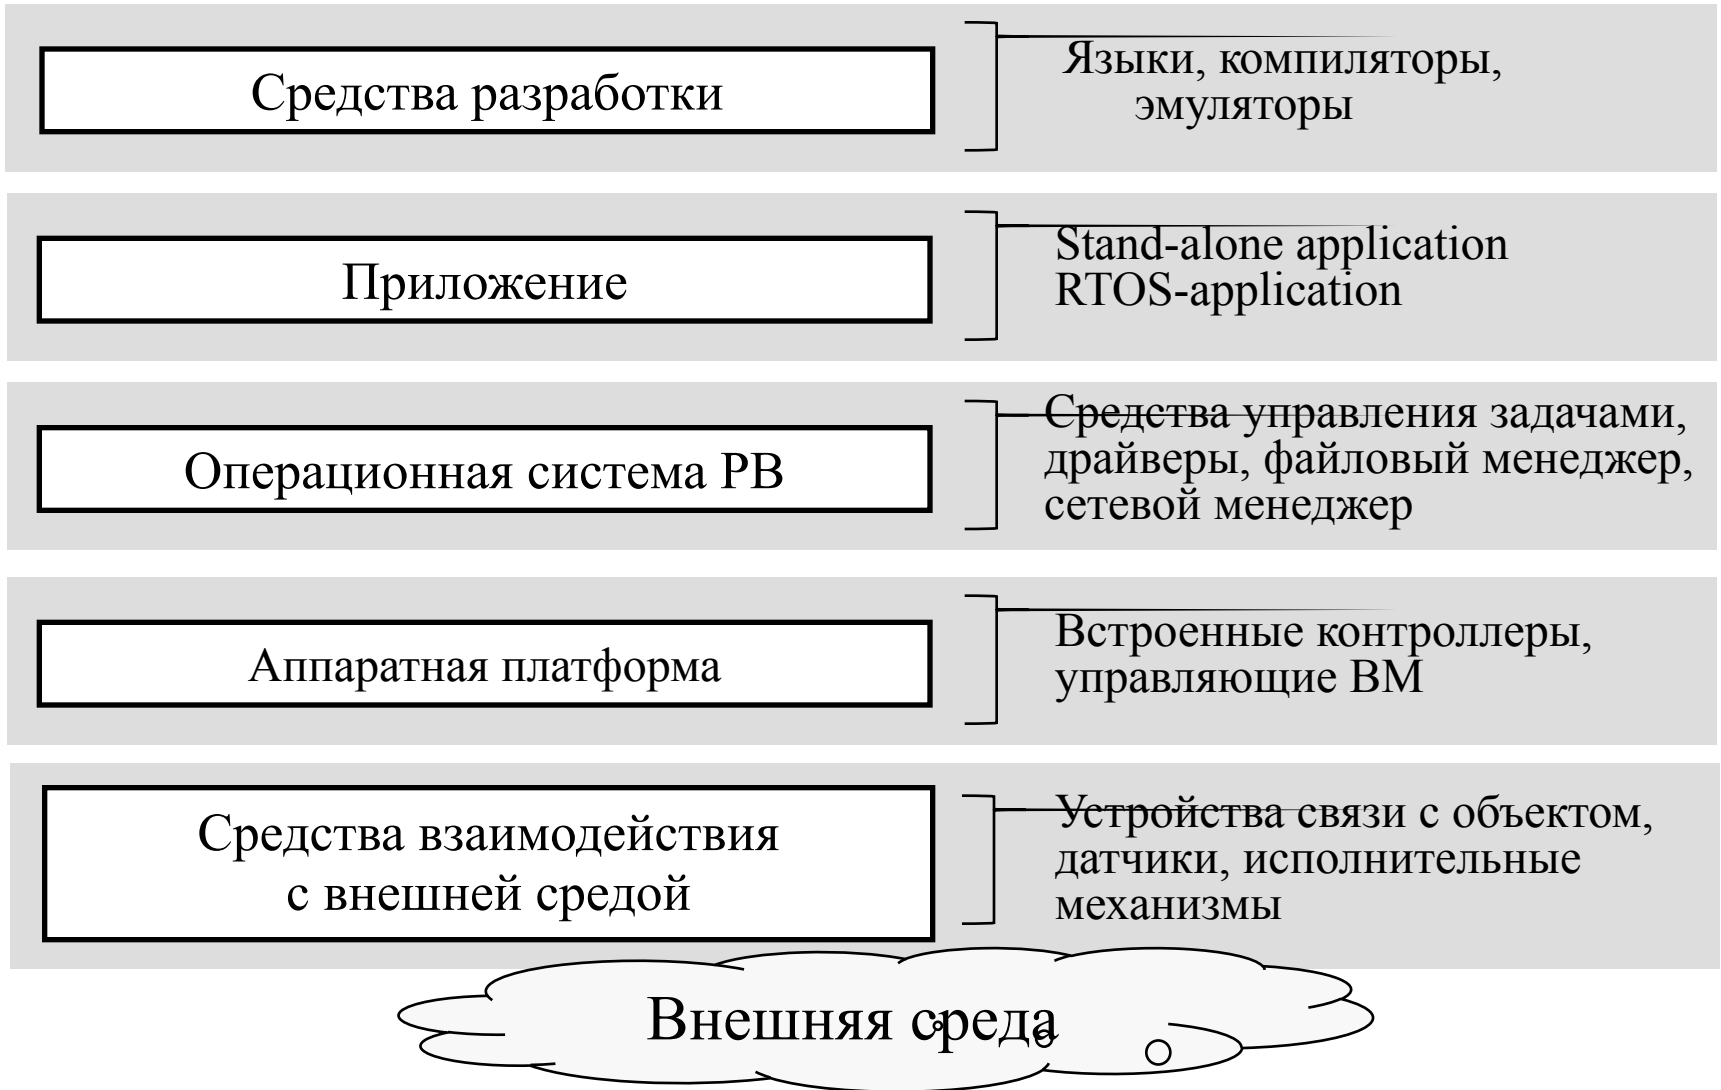 Средства разработки
Языки, компиляторы,
эмуляторы
Приложение
Stand-alone application
RTOS-application
Операционная система РВ
Средства управления задачами,
драйверы, файловый менеджер,
сетевой менеджер
Аппаратная платформа
Встроенные контроллеры,
управляющие ВМ
Средства взаимодействия
с внешней средой
Устройства связи с объектом,
датчики, исполнительные
механизмы
Внешняя среда